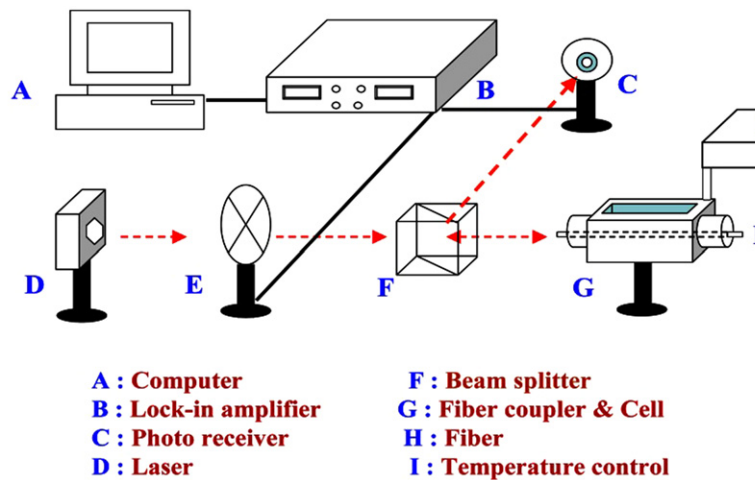 A
B
C
D
E
F
G
A : Computer
B : Lock-in amplifier
C : Photo receiver
D : Laser
F : Beam splitter
G : Fiber coupler & Cell
H : Fiber
I : Temperature control